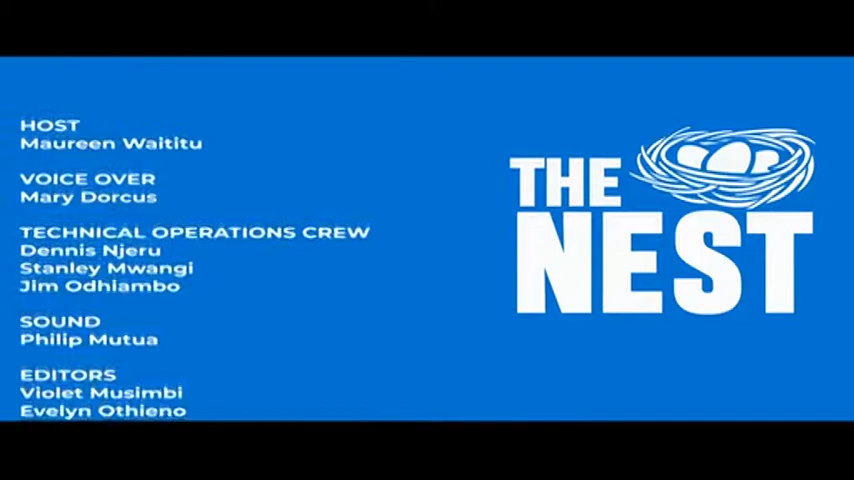 HOST
Maureen Waititu
VOICE OVER
Mary Dorcus
TECHNICAL OPERATIONS CREW
Dennis Njeru
Stanley Mwangi
Jim Odhiambo
SOUND
Philip Mutua
EDITORS
Violet Musimbi
Evelyn Othieno
THE
NEST